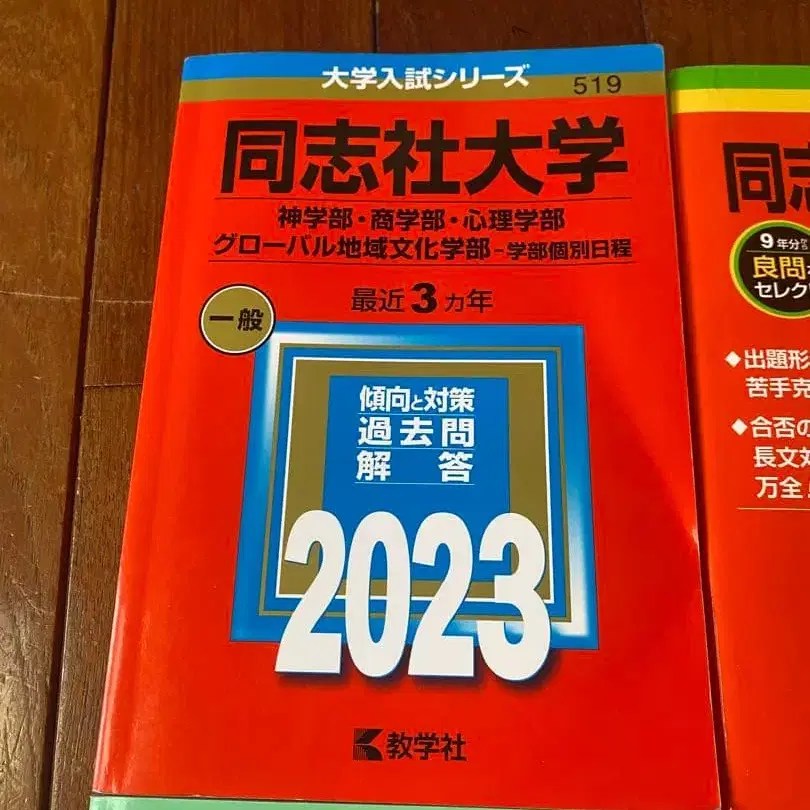 大学入試シリーズ
519
同志社大学
神学部・商学部・心理学部
グローバル地域文化学部-学部個別日程
最近3カ年
一般
傾向と対策
過去問
解答
2023
教学社
同志
9年分
良問
セレク
◆出題形
苦手克
◆合否の
長文対
万全